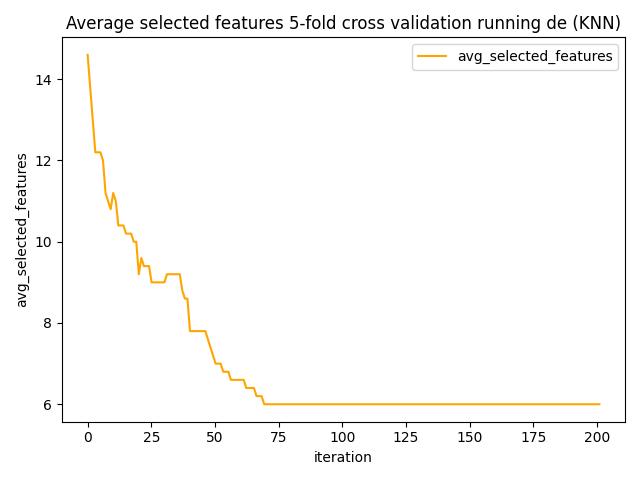 Average selected features 5-fold cross validation running de (KNN)
avg_selected_features
14
12
10
8
6
avg_selected_features
0 25 50 75 100 125 150 175 200
iteration